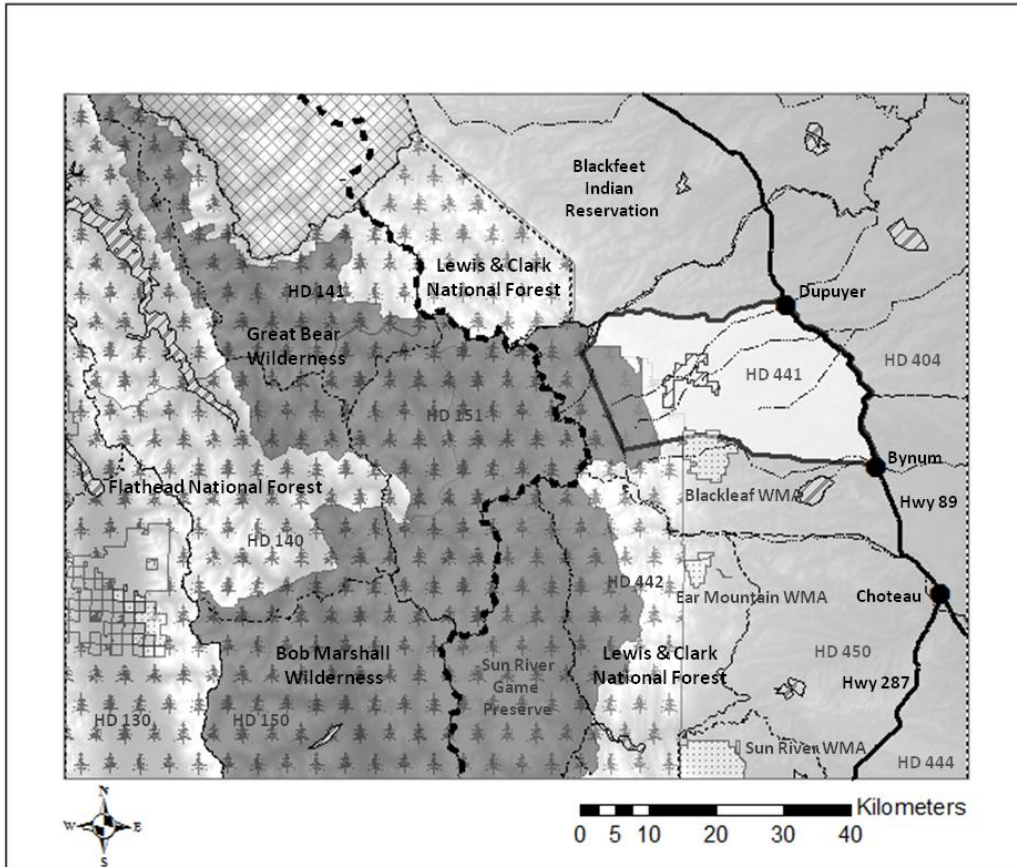 Blackfeet
Indian
Reservation
Lewis & Clark
National Forest
HD 141
Dupuyer
Great Bear
Wilderness
HD 404
HD 441
HD 151
Bynum
Flathead National Forest
Blackleaf WMA
Hwy 89
HD 140
HD 442
Ear Mountain WMA
Choteau
Bob Marshall
Wilderness
Sun River
Game
Preserve
Lewis & Clark
National Forest
HD 450
Hwy 287
HD 130
HD 150
Sun River WMA
HD 444
N
W
E
S
Kilometers
0 5 10 20 30 40